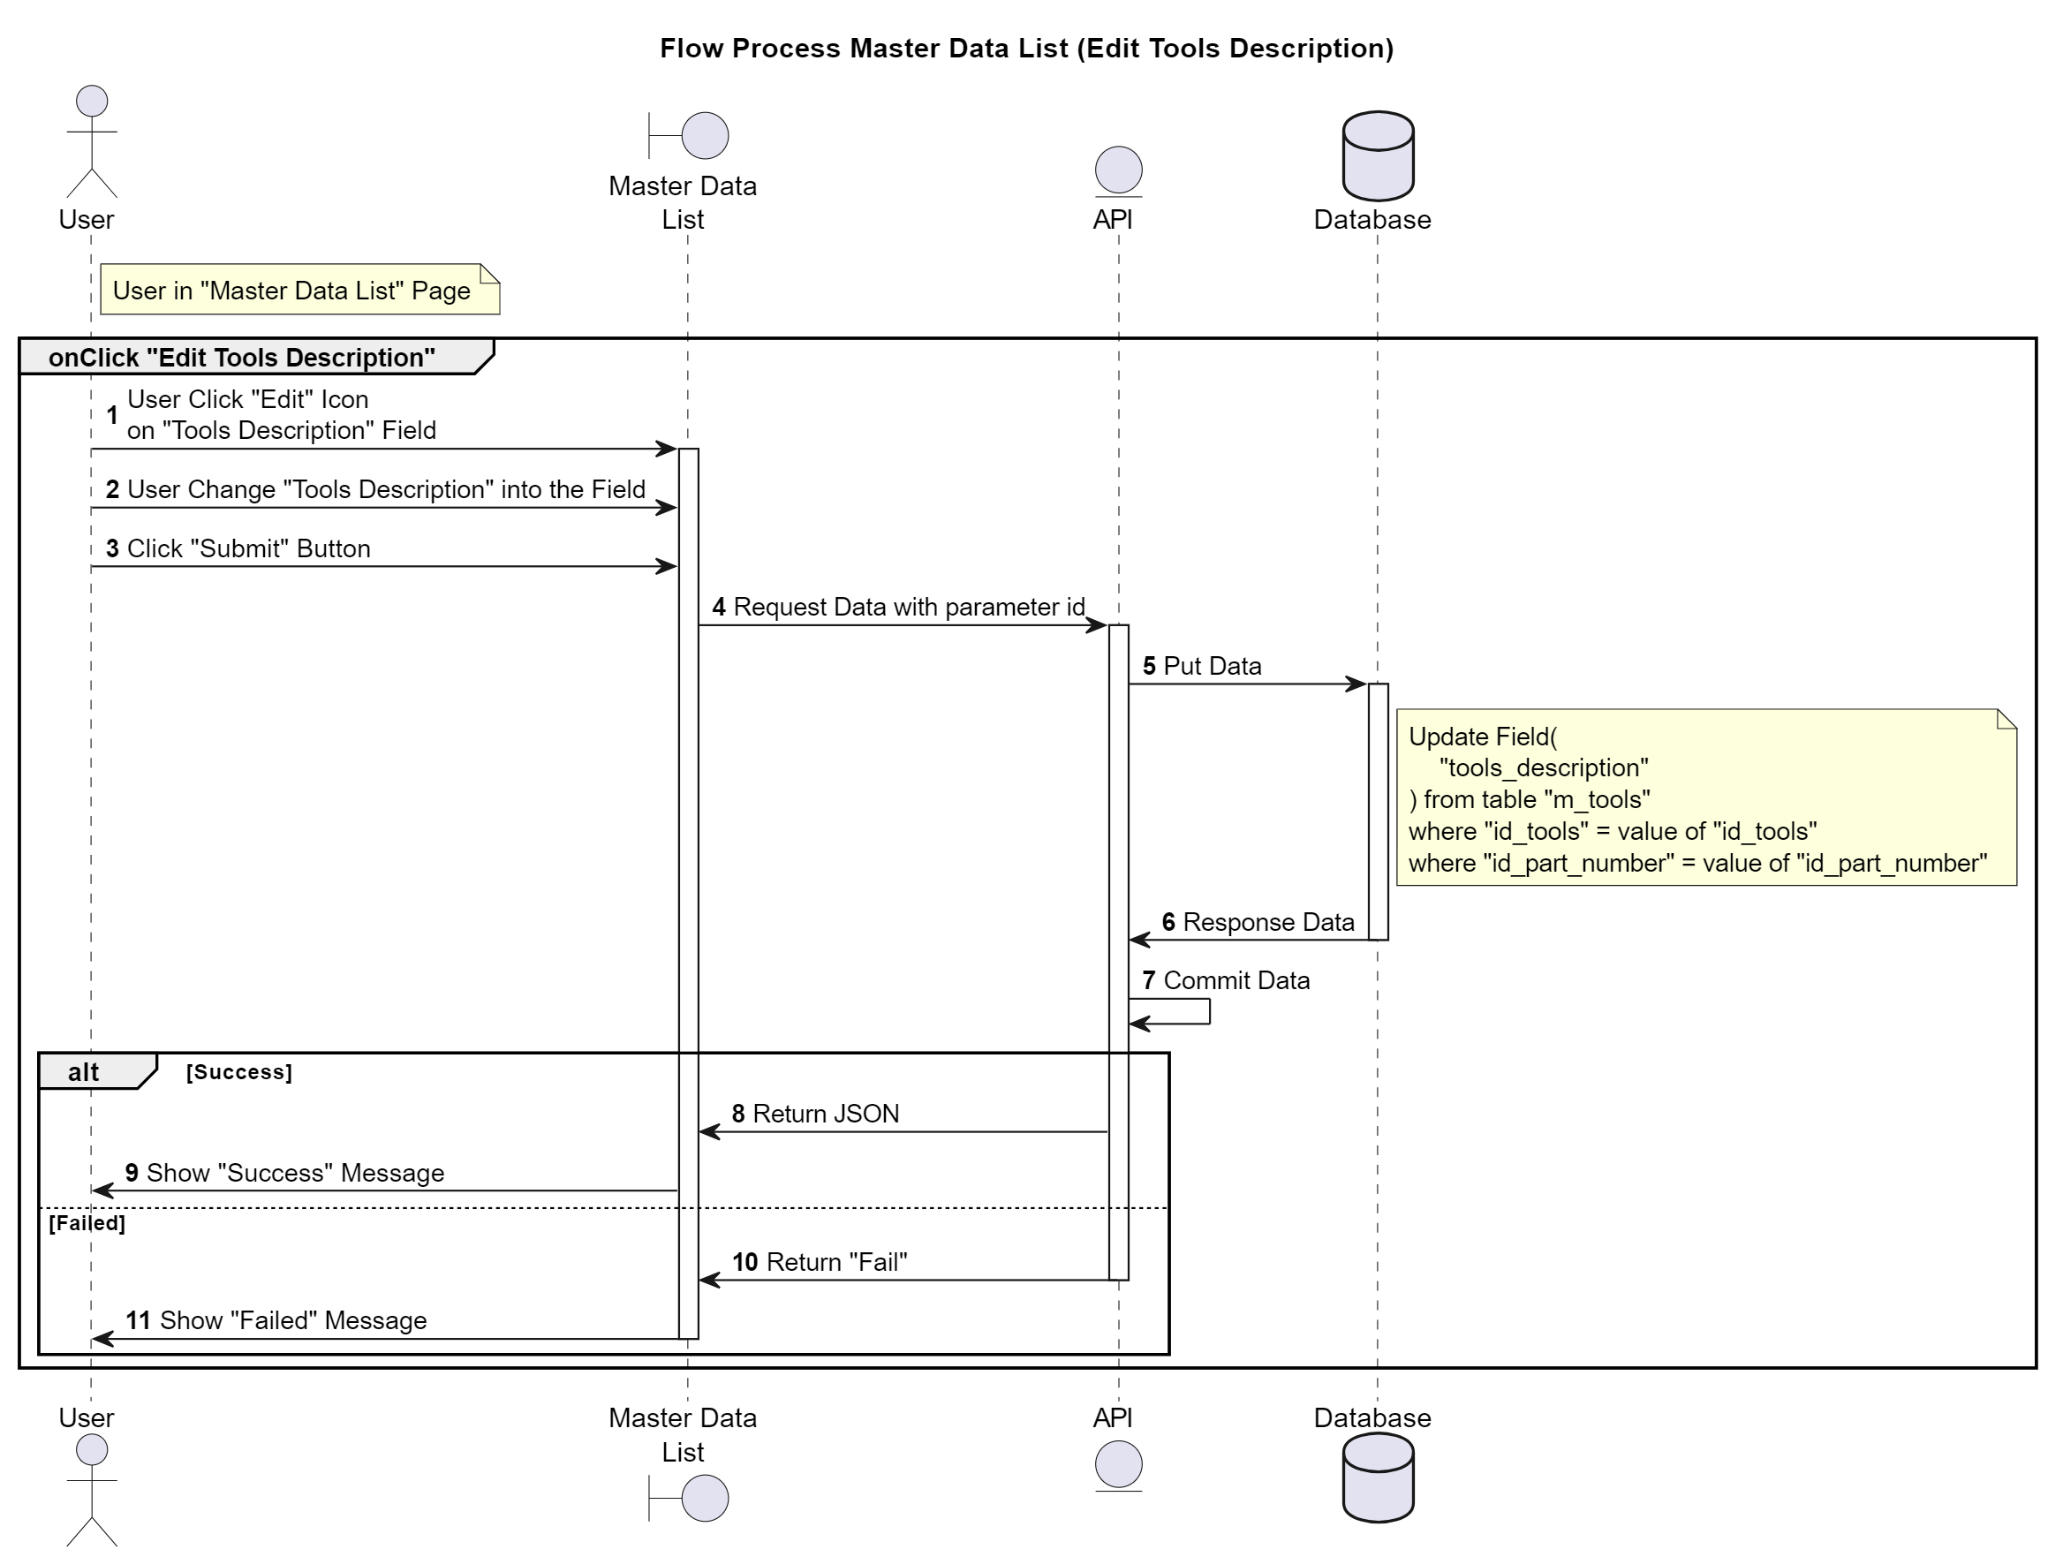 Flow Process Master Data List (Edit Tools Description)
User
Master Data
List
API
Database
User in "Master Data List" Page
onClick "Edit Tools Description"
1 User Click "Edit" Icon
on "Tools Description" Field
2 User Change "Tools Description" into the Field
3 Click "Submit" Button
4 Request Data with parameter id
5 Put Data
Update Field(
"tools_description"
) from table "m_tools"
where "id_tools" = value of "id_tools"
where "id_part_number" = value of "id_part_number"
6 Response Data
7 Commit Data
alt [Success]
8 Return JSON
9 Show "Success" Message
[Failed]
10 Return "Fail"
11 Show "Failed" Message
User
Master Data
List
API
Database